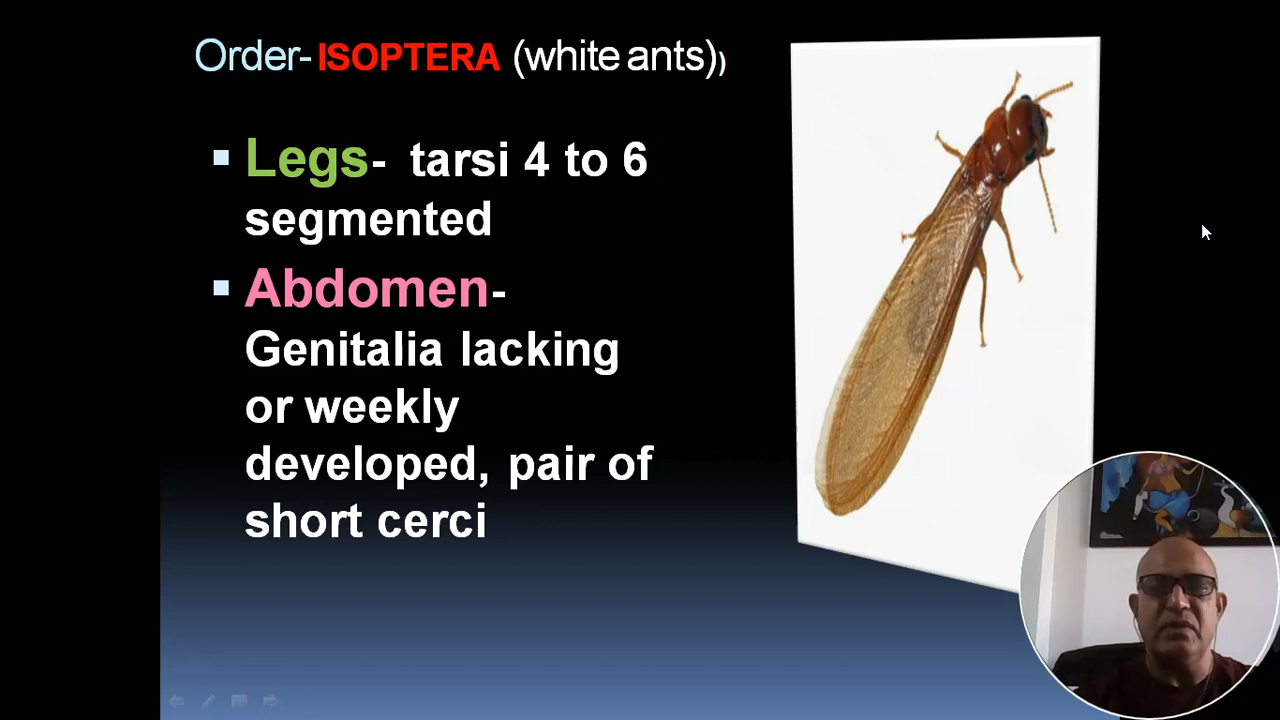 Order- ISOPTERA (white ants))
Legs- tarsi 4 to 6
segmented
Abdomen-
Genitalia lacking
or weekly
developed, pair of
short cerci